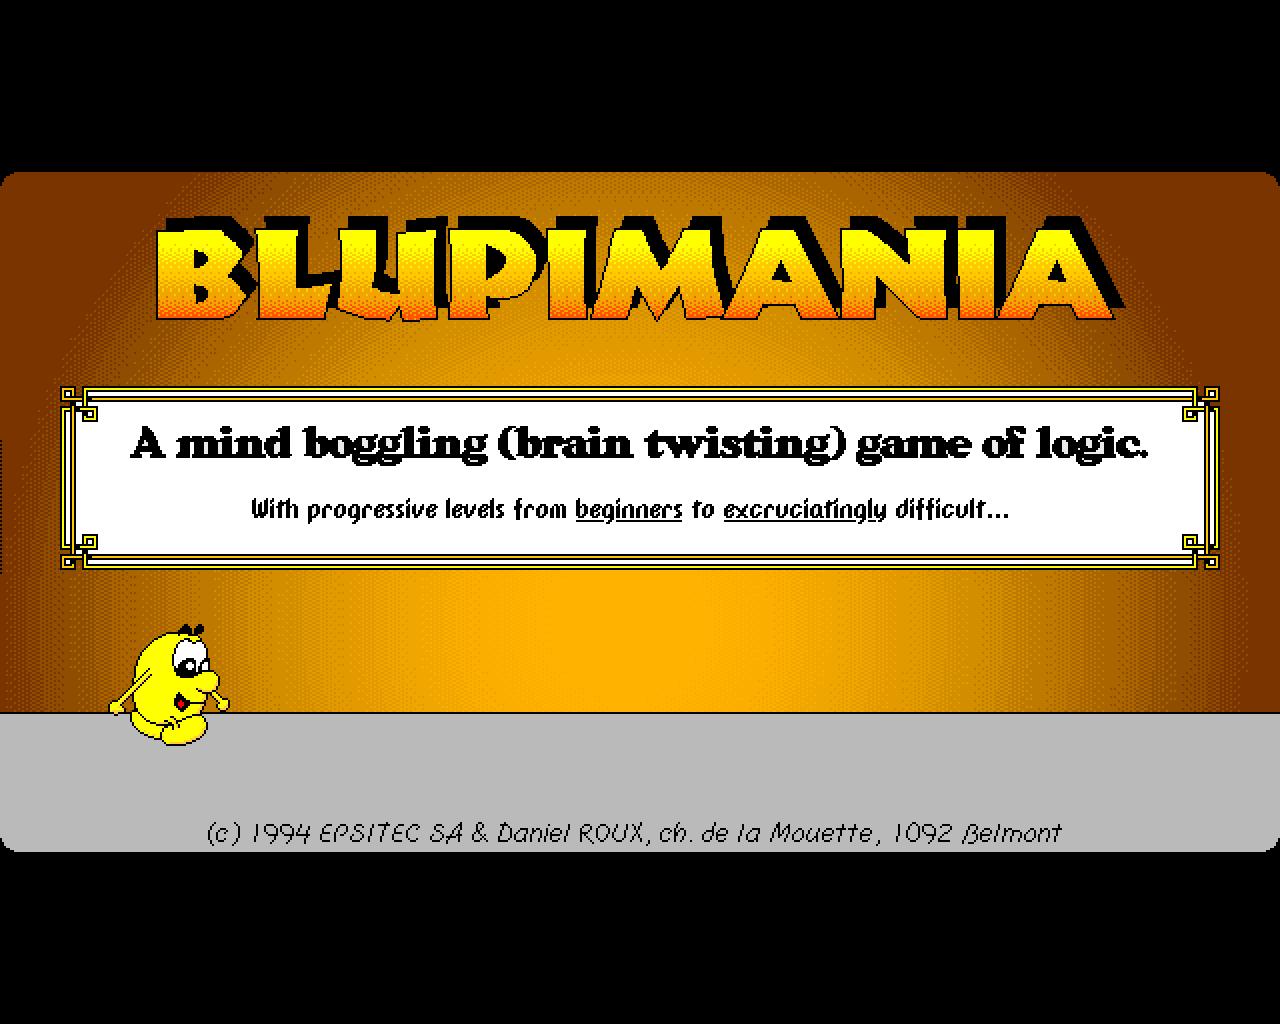 BLUPIMANIA
A mind boggling (brain twisting) game of logic.
With progressive levels from beginners to excruciatingly difficult...
(c) 1994 EPSITEC SA & Daniel ROUX, ch. de la Mouette, 1092 Belmont